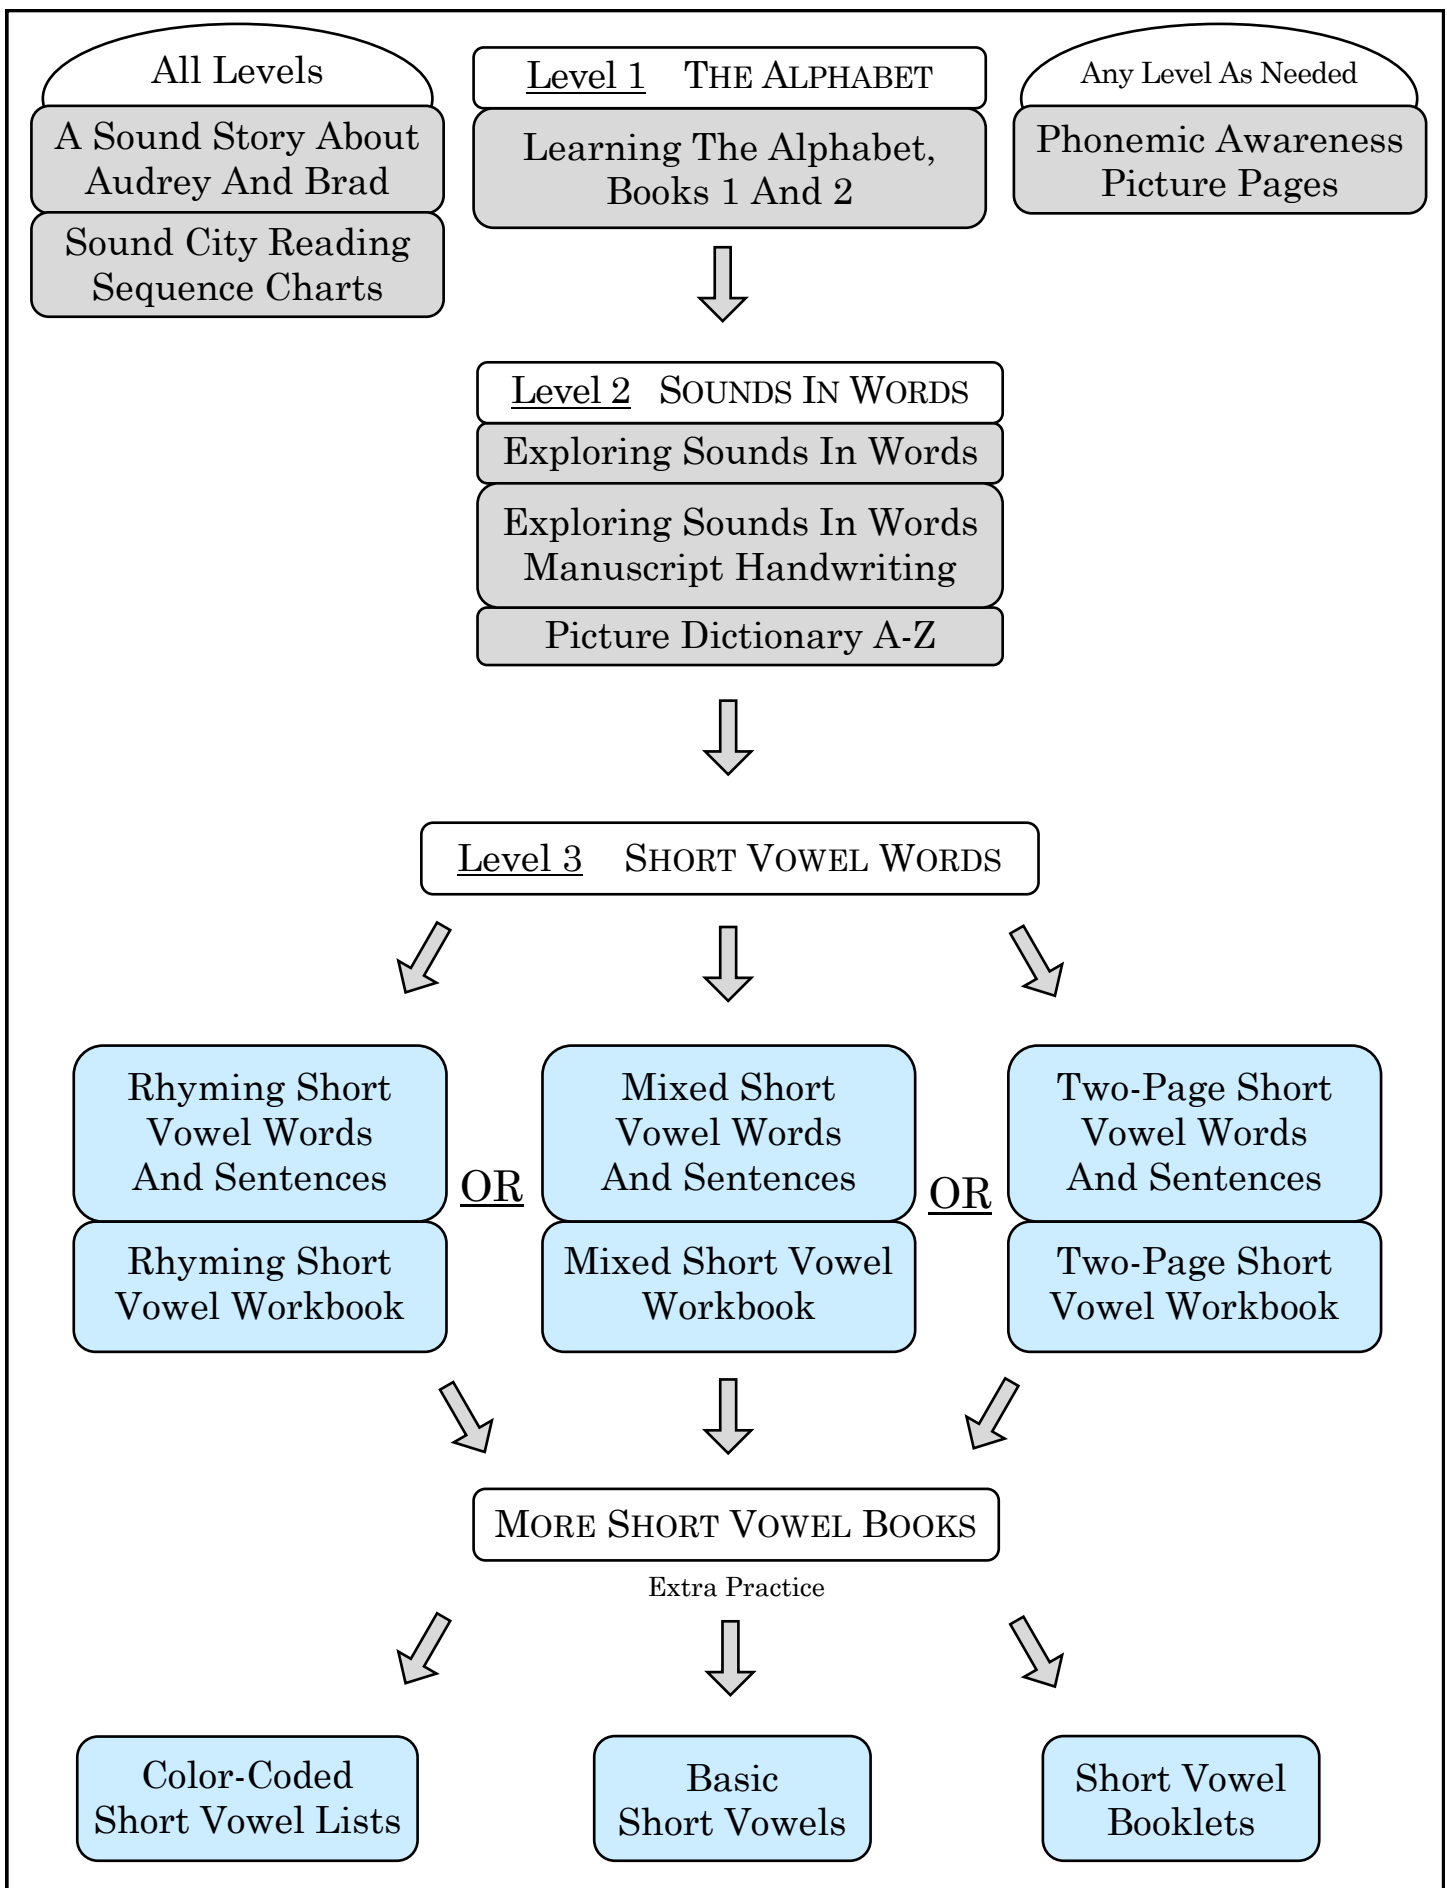 All Levels
A Sound Story About
Audrey And Brad
Sound City Reading
Sequence Charts
Level 1 THE ALPHABET
Learning The Alphabet,
Books 1 And 2
Any Level As Needed
Phonemic Awareness
Picture Pages
Level 2 SOUNDS IN WORDS
Exploring Sounds In Words
Exploring Sounds In Words
Manuscript Handwriting
Picture Dictionary A-Z
Level 3 SHORT VOWEL WORDS
Rhyming Short
Vowel Words
And Sentences
Rhyming Short
Vowel Workbook
OR
Mixed Short
Vowel Words
And Sentences
Mixed Short Vowel
Workbook
OR
Two-Page Short
Vowel Words
And Sentences
Two-Page Short
Vowel Workbook
MORE SHORT VOWEL BOOKS
Extra Practice
Color-Coded
Short Vowel Lists
Basic
Short Vowels
Short Vowel
Booklets